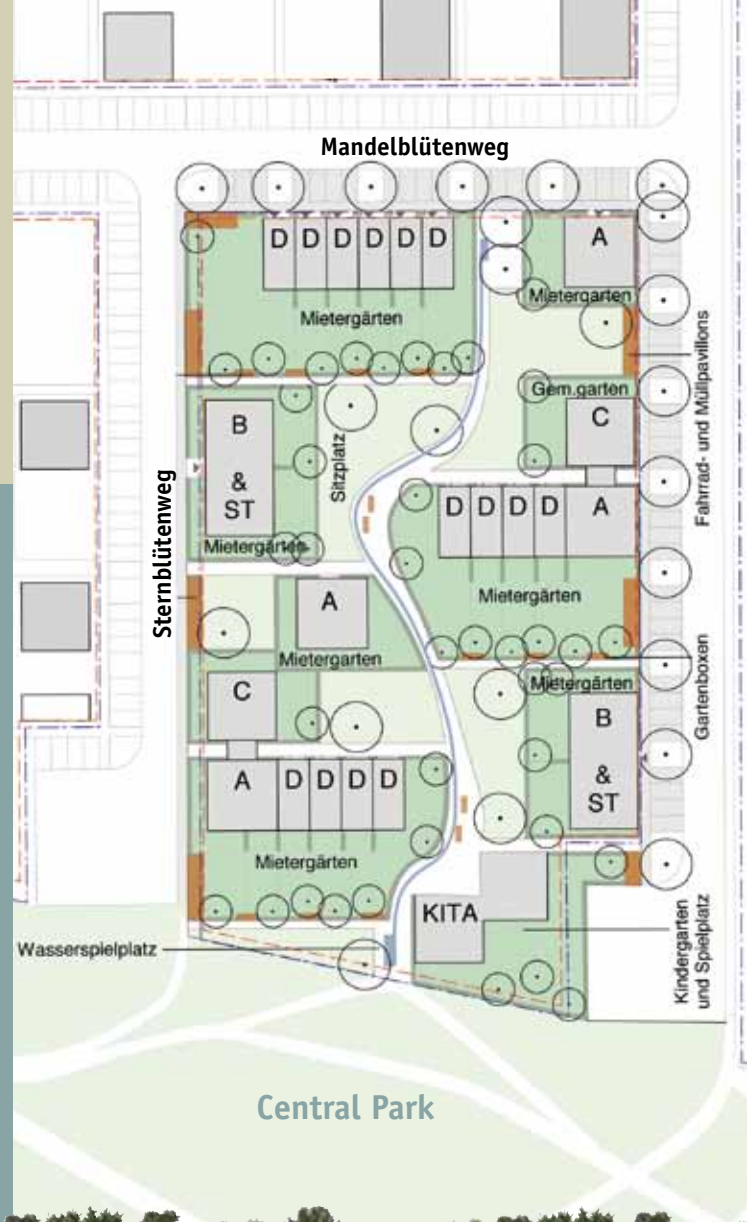 Mandelblütenweg
D D D D D D
A
Mietergärten
Mietergarten
Gem.garten
Fahrrad- und Müllpavillons
B
&
ST
Sitzplatz
C
Mietergärten
D D D D A
Sternblütenweg
A
Mietergärten
Mietergarten
Gartenboxen
Mietergärten
C
B
&
ST
A D D D D
Mietergärten
KITA
Wasserspielplatz
Kindergarten
und Spielplatz
Central Park